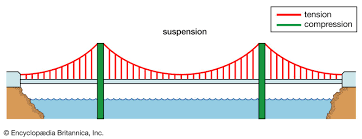 suspension
tension
compression
© Encyclopædia Britannica, Inc.